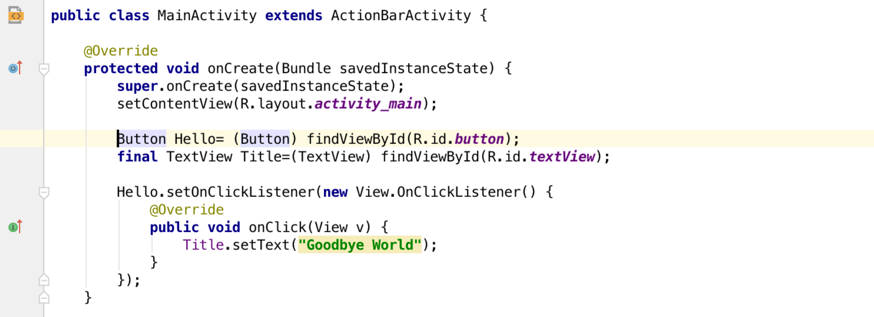 public class MainActivity extends ActionBarActivity {
@Override
protected void onCreate(Bundle savedInstanceState) {
super.onCreate(savedInstanceState);
setContentView(R.layout.activity_main);
Button Hello= (Button) findViewById(R.id.button);
final TextView Title=(TextView) findViewById(R.id.textView);
Hello.setOnClickListener(new View.OnClickListener() {
@Override
public void onClick(View v) {
Title.setText("Goodbye World");
}
});
}